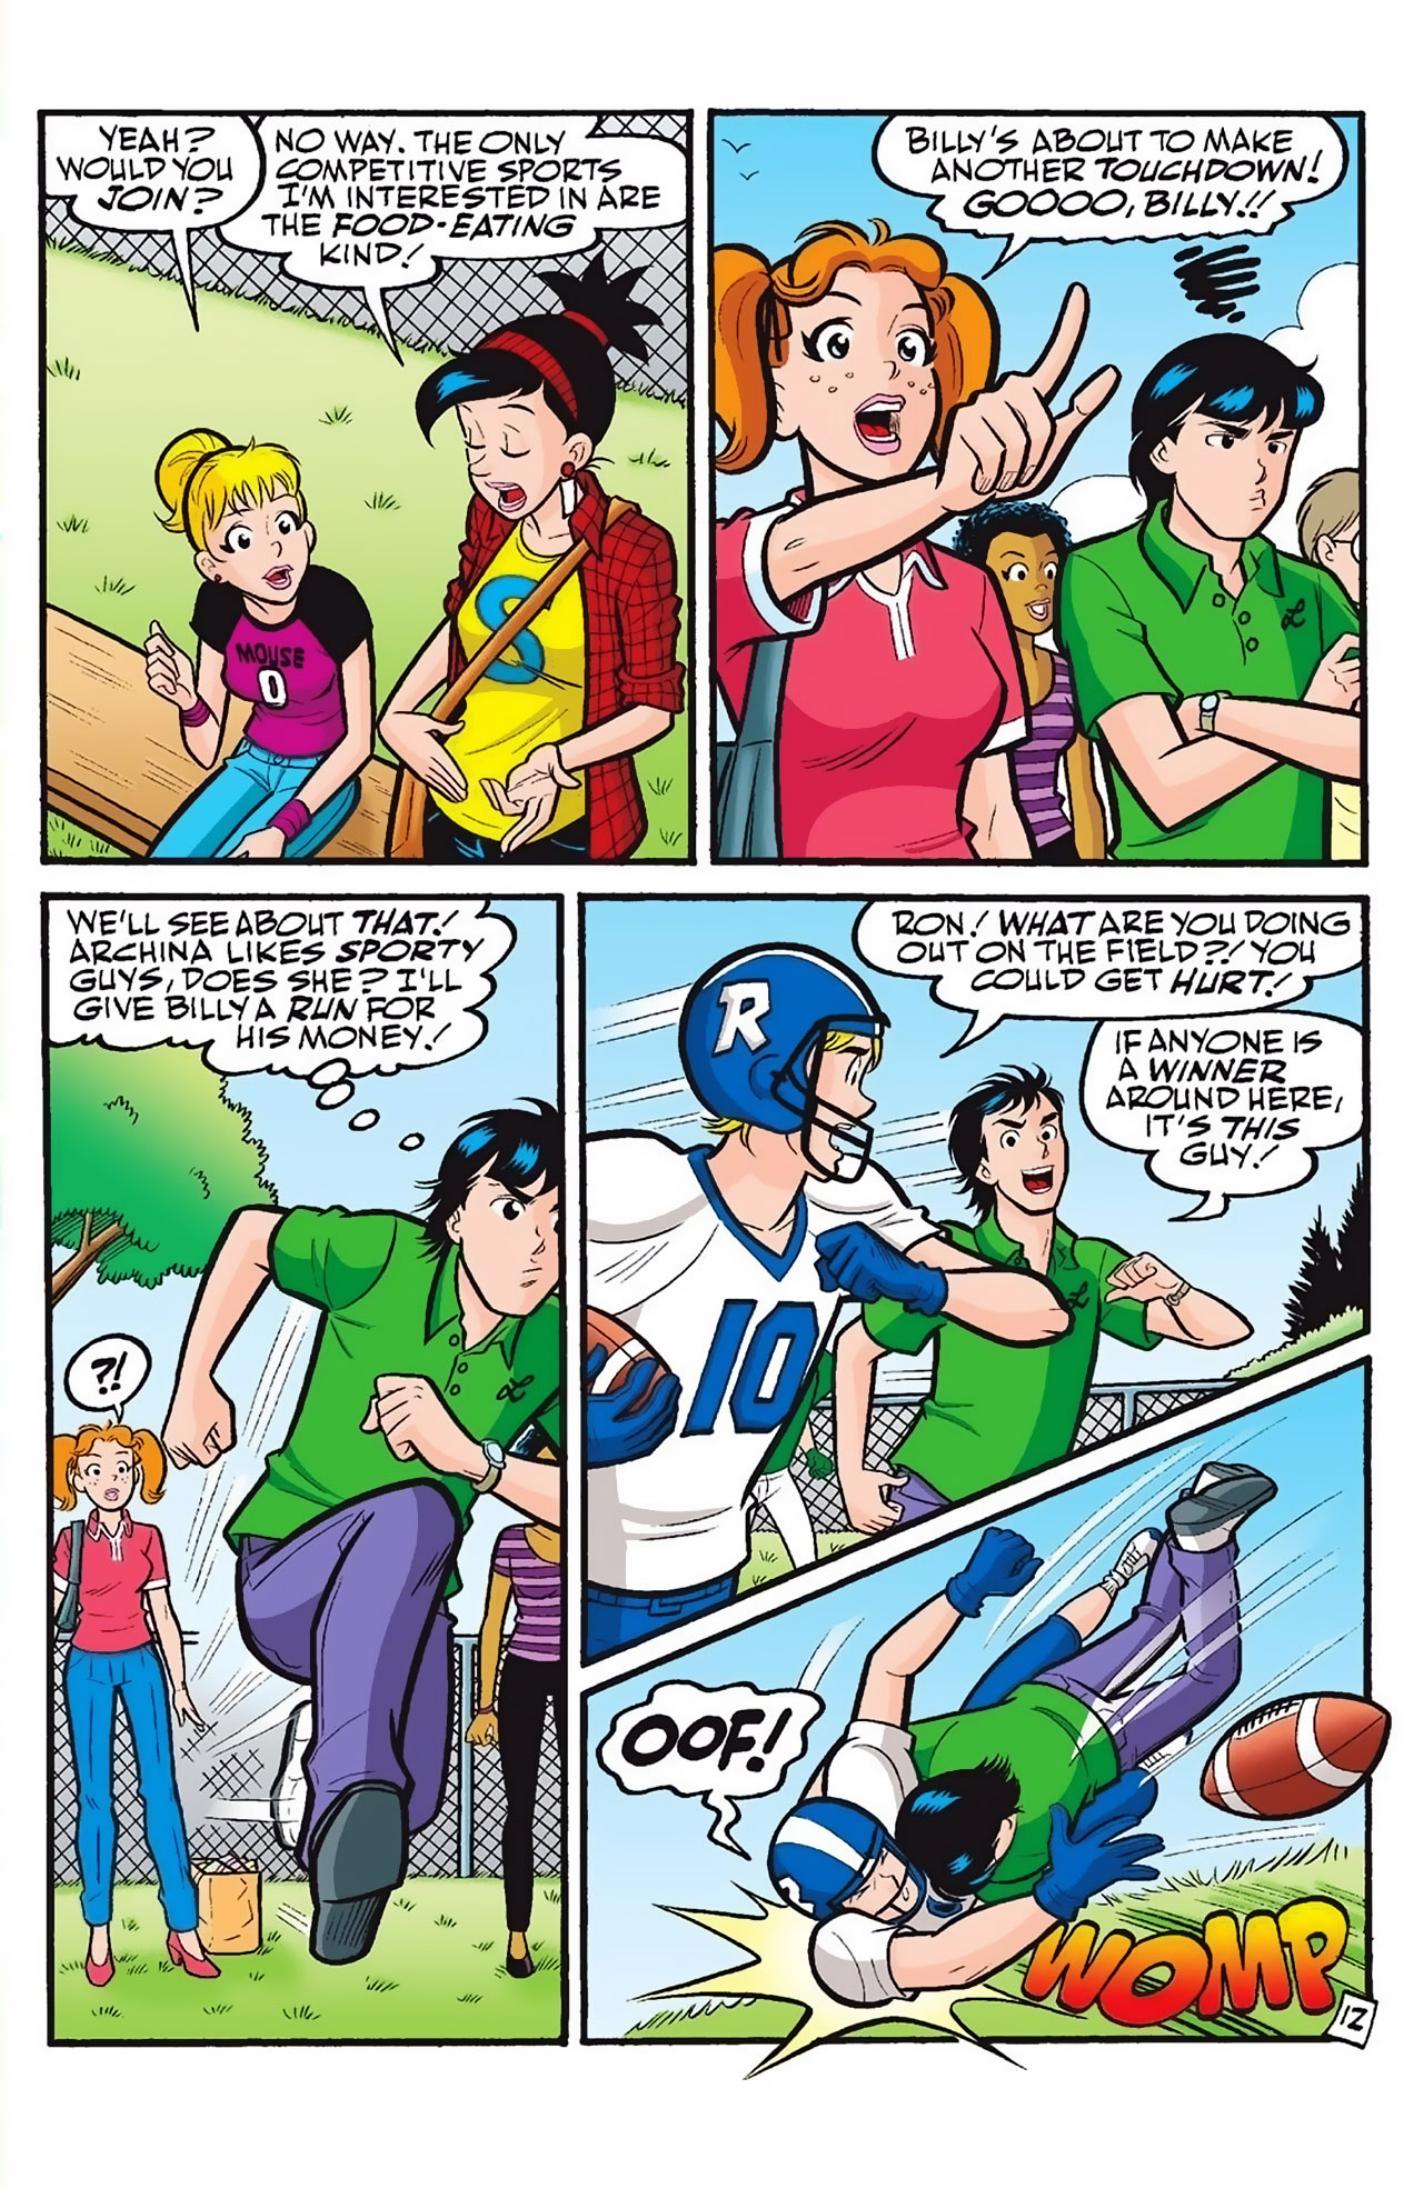 YEAH?
WOULD YOU
JOIN?
NO WAY. THE ONLY
COMPETITIVE SPORTS
I'M INTERESTED IN ARE
THE FOOD-EATING
KIND!
MOUSE
0
S
BILLY'S ABOUT TO MAKE
ANOTHER TOUCHDOWN!
GOOOO, BILLY!!
L
WE'LL SEE ABOUT THAT!
ARCHINA LIKES SPORTY
GUYS, DOES SHE? I'LL
GIVE BILLY A RUN FOR
HIS MONEY!
?!
L
RON! WHAT ARE YOU DOING
OUT ON THE FIELD?! YOU
COULD GET HURT!
IF ANYONE IS
A WINNER
AROUND HERE,
IT'S THIS
GUY!
R
10
L
OOF!
WOMP
12